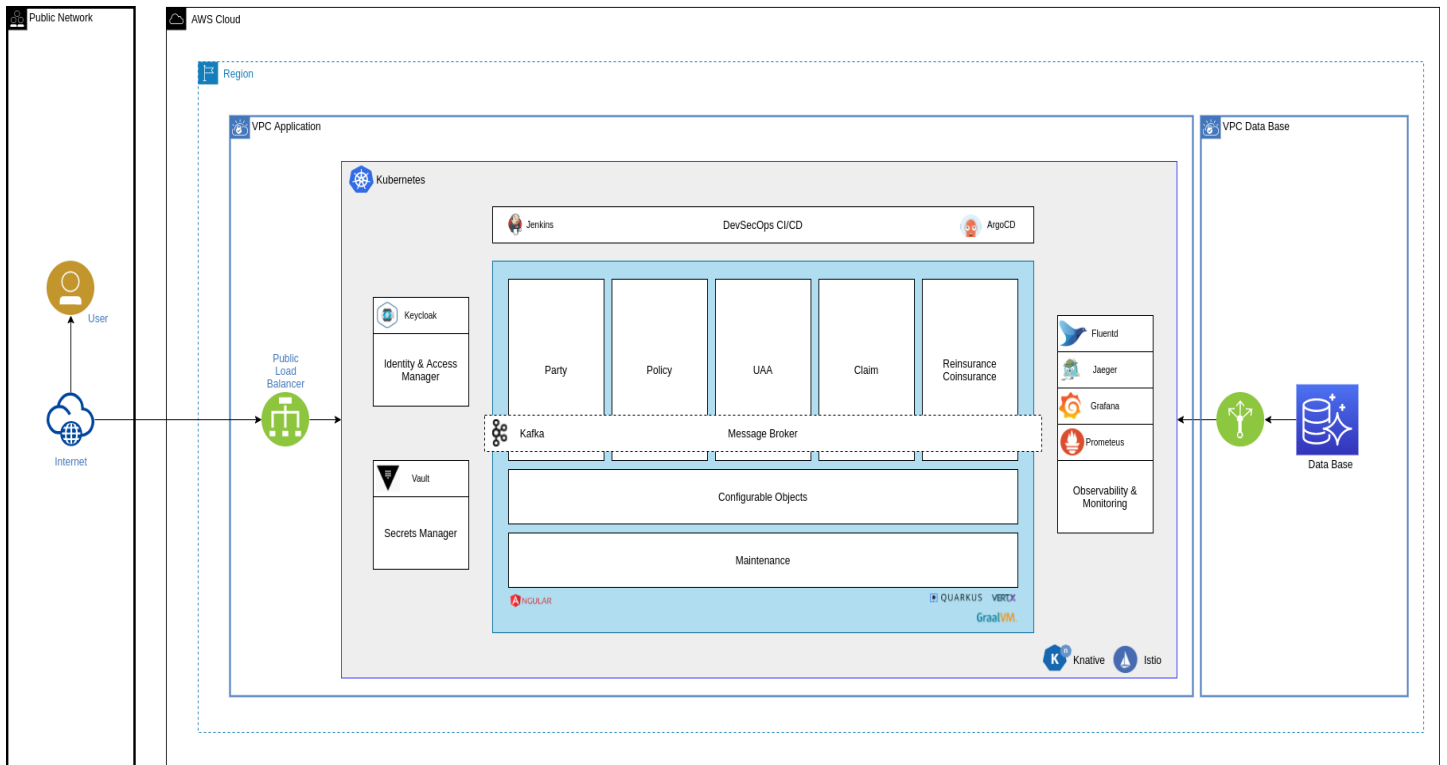 Public Network
AWS Cloud
Region
VPC Application
VPC Data Base
Kubernetes
Jenkins
DevSecOps CI/CD
ArgoCD
Keycloak
Identity & Access
Manager
Vault
Secrets Manager
Party
Policy
UAA
Claim
Reinsurance
Coinsurance
Kafka
Message Broker
Configurable Objects
Maintenance
ANGULAR
QUARKUS
VERT.X
GraalVM.
Fluentd
Jaeger
Grafana
Prometeus
Observability &
Monitoring
Knative
Istio
User
Internet
Public
Load
Balancer
Data Base
K
n